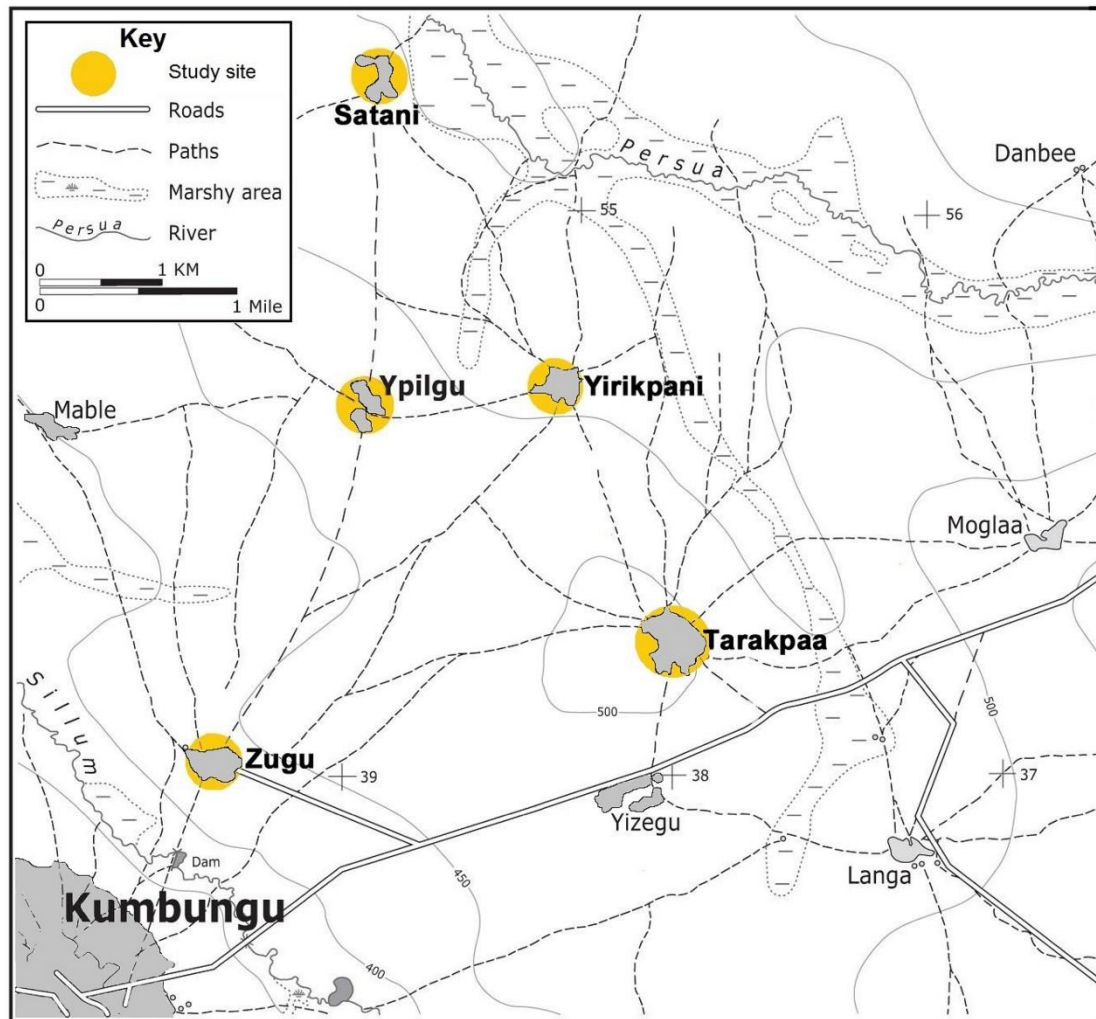 Key
Study site
Roads
Paths
Marshy area
Persua
River
0 1 KM
0 1 Mile
Satani
Persua
Danbee
55
56
Ypilgu
Yirikpani
Mable
Moglaa
Tarakpaa
500
500
Sillum
Zugu
39
38
37
Yizegu
Dam
Langa
450
Kumbungu
400